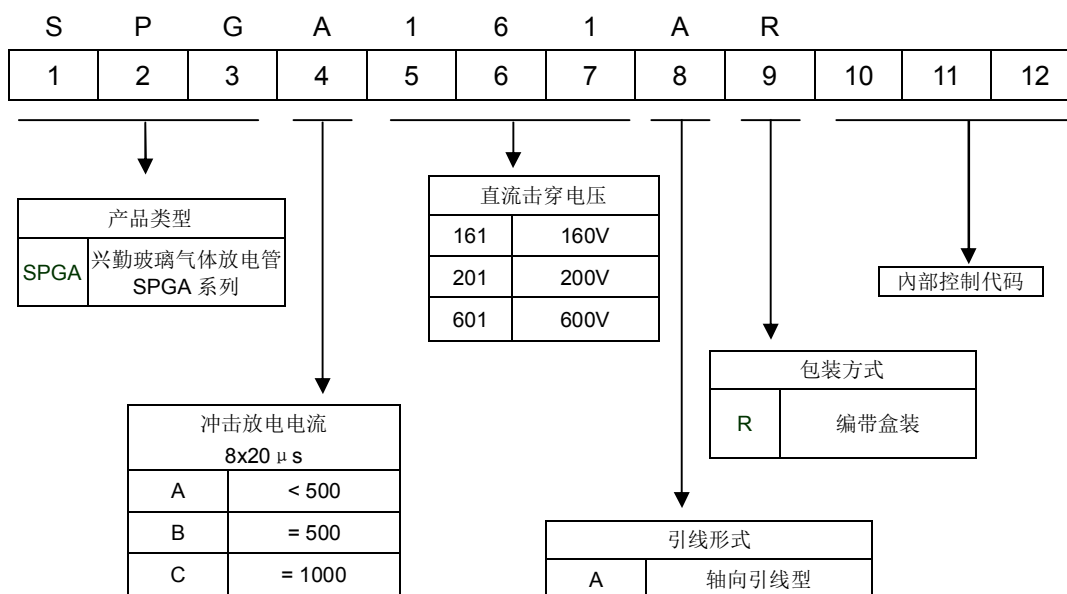 S P G A 1 6 1 A R
1 2 3 4 5 6 7 8 9 10 11 12
产品类型
SPGA 兴勤玻璃气体放电管
SPGA 系列
直流击穿电压
161 160V
201 200V
601 600V
内部控制代码
包装方式
R 编带盒装
冲击放电电流
8x20 μs
A < 500
B = 500
C = 1000
引线形式
A 轴向引线型